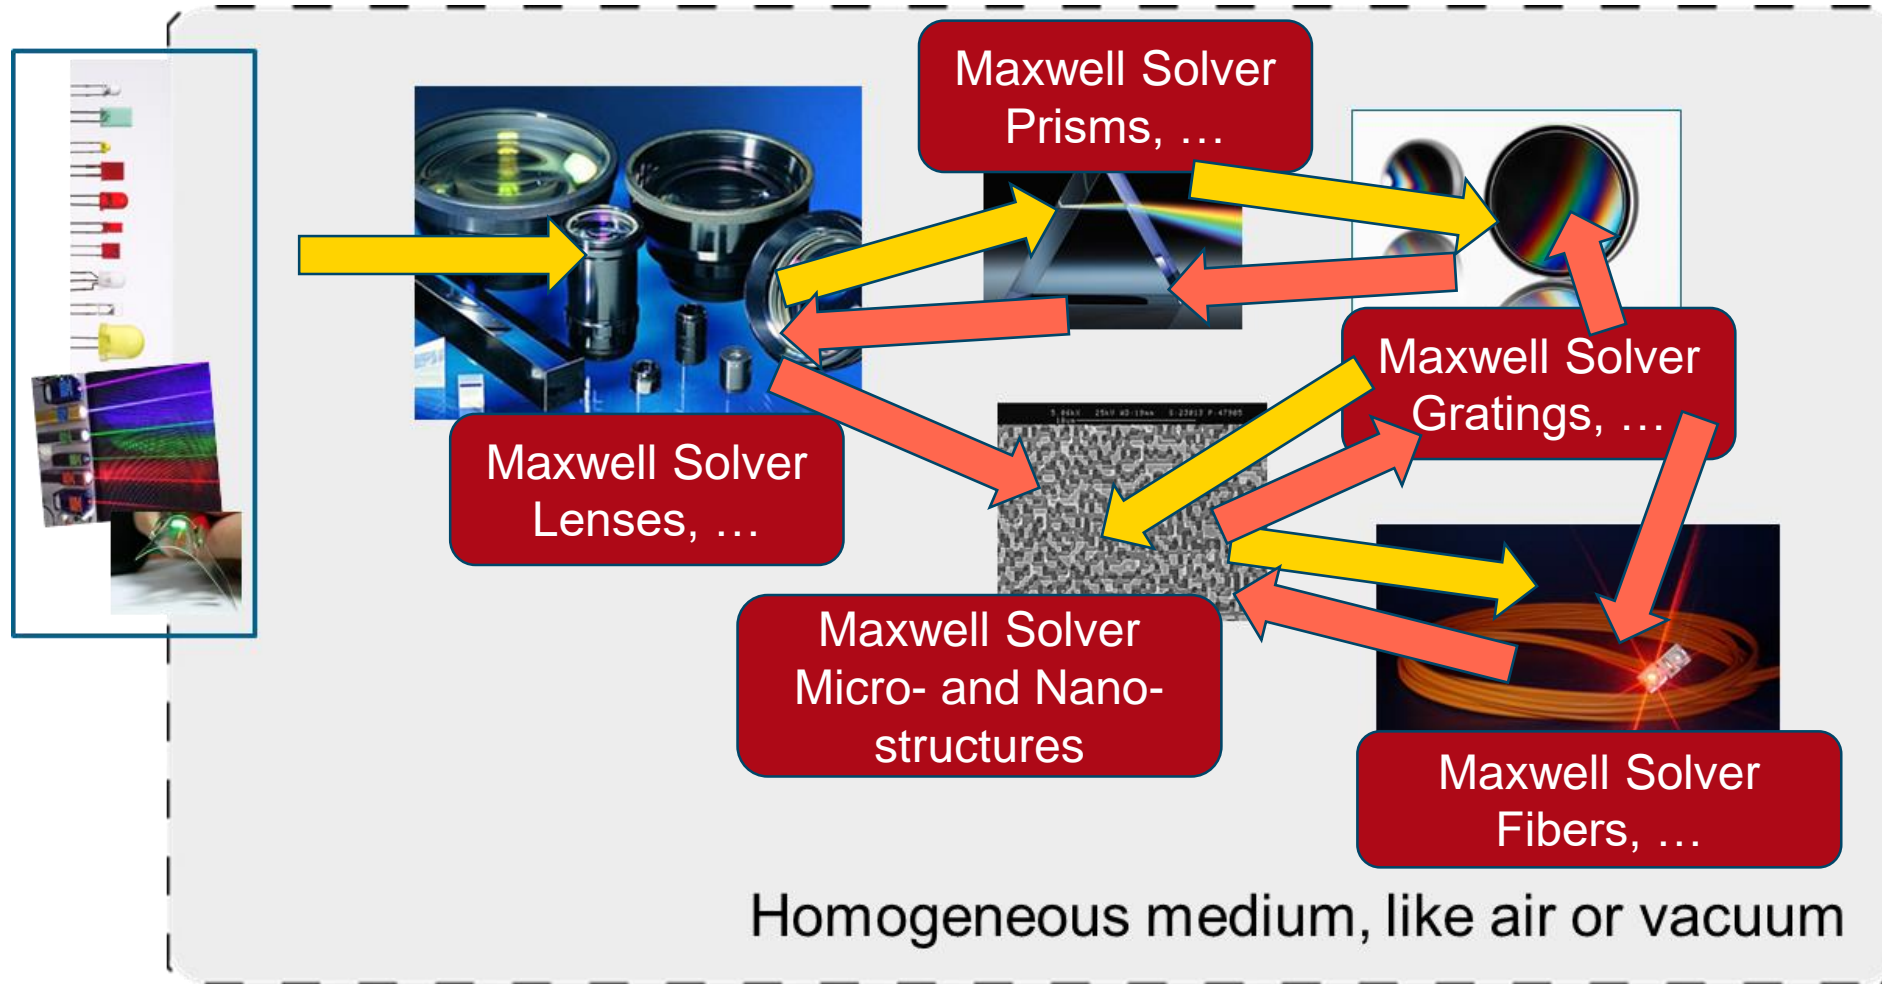 Maxwell Solver
Prisms, …
Maxwell Solver
Lenses, …
Maxwell Solver
Gratings, …
Maxwell Solver
Micro- and Nano-
structures
Maxwell Solver
Fibers, …
Homogeneous medium, like air or vacuum